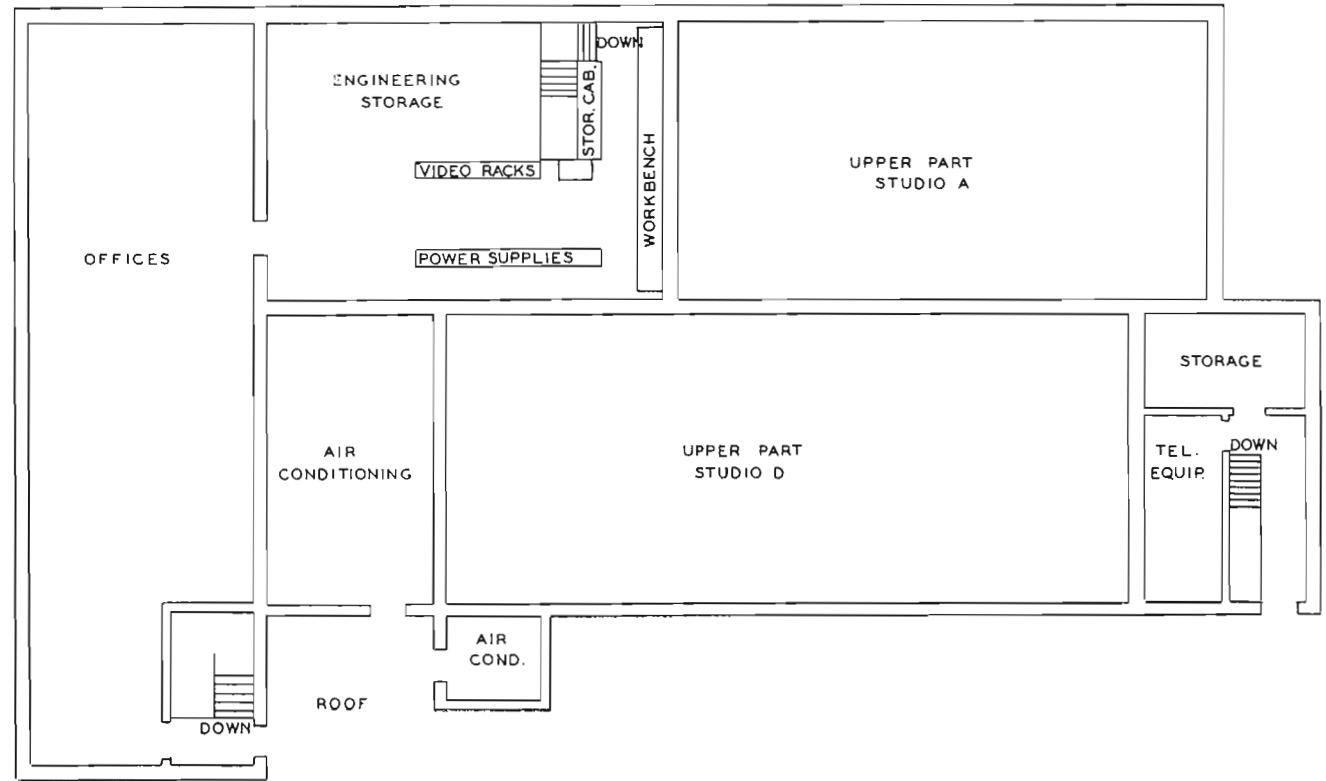 ENGINEERING
STORAGE
DOWN
STOR. CAB.
VIDEO RACKS
WORKBENCH
POWER SUPPLIES
OFFICES
UPPER PART
STUDIO A
STORAGE
AIR
CONDITIONING
UPPER PART
STUDIO D
TEL.
EQUIP.
DOWN
AIR
COND.
ROOF
DOWN